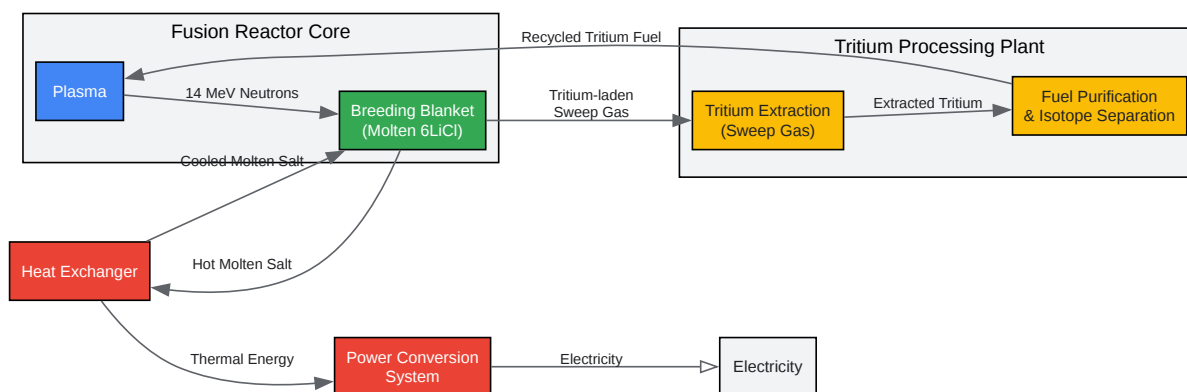 Fusion Reactor Core
Recycled Tritium Fuel
Tritium Processing Plant
Plasma
14 MeV Neutrons
Breeding Blanket
(Molten 6LiCl)
Tritium-laden
Sweep Gas
Tritium Extraction
(Sweep Gas)
Extracted Tritium
Fuel Purification
& Isotope Separation
Cooled Molten Salt
Heat Exchanger
Hot Molten Salt
Thermal Energy
Power Conversion
System
Electricity
Electricity